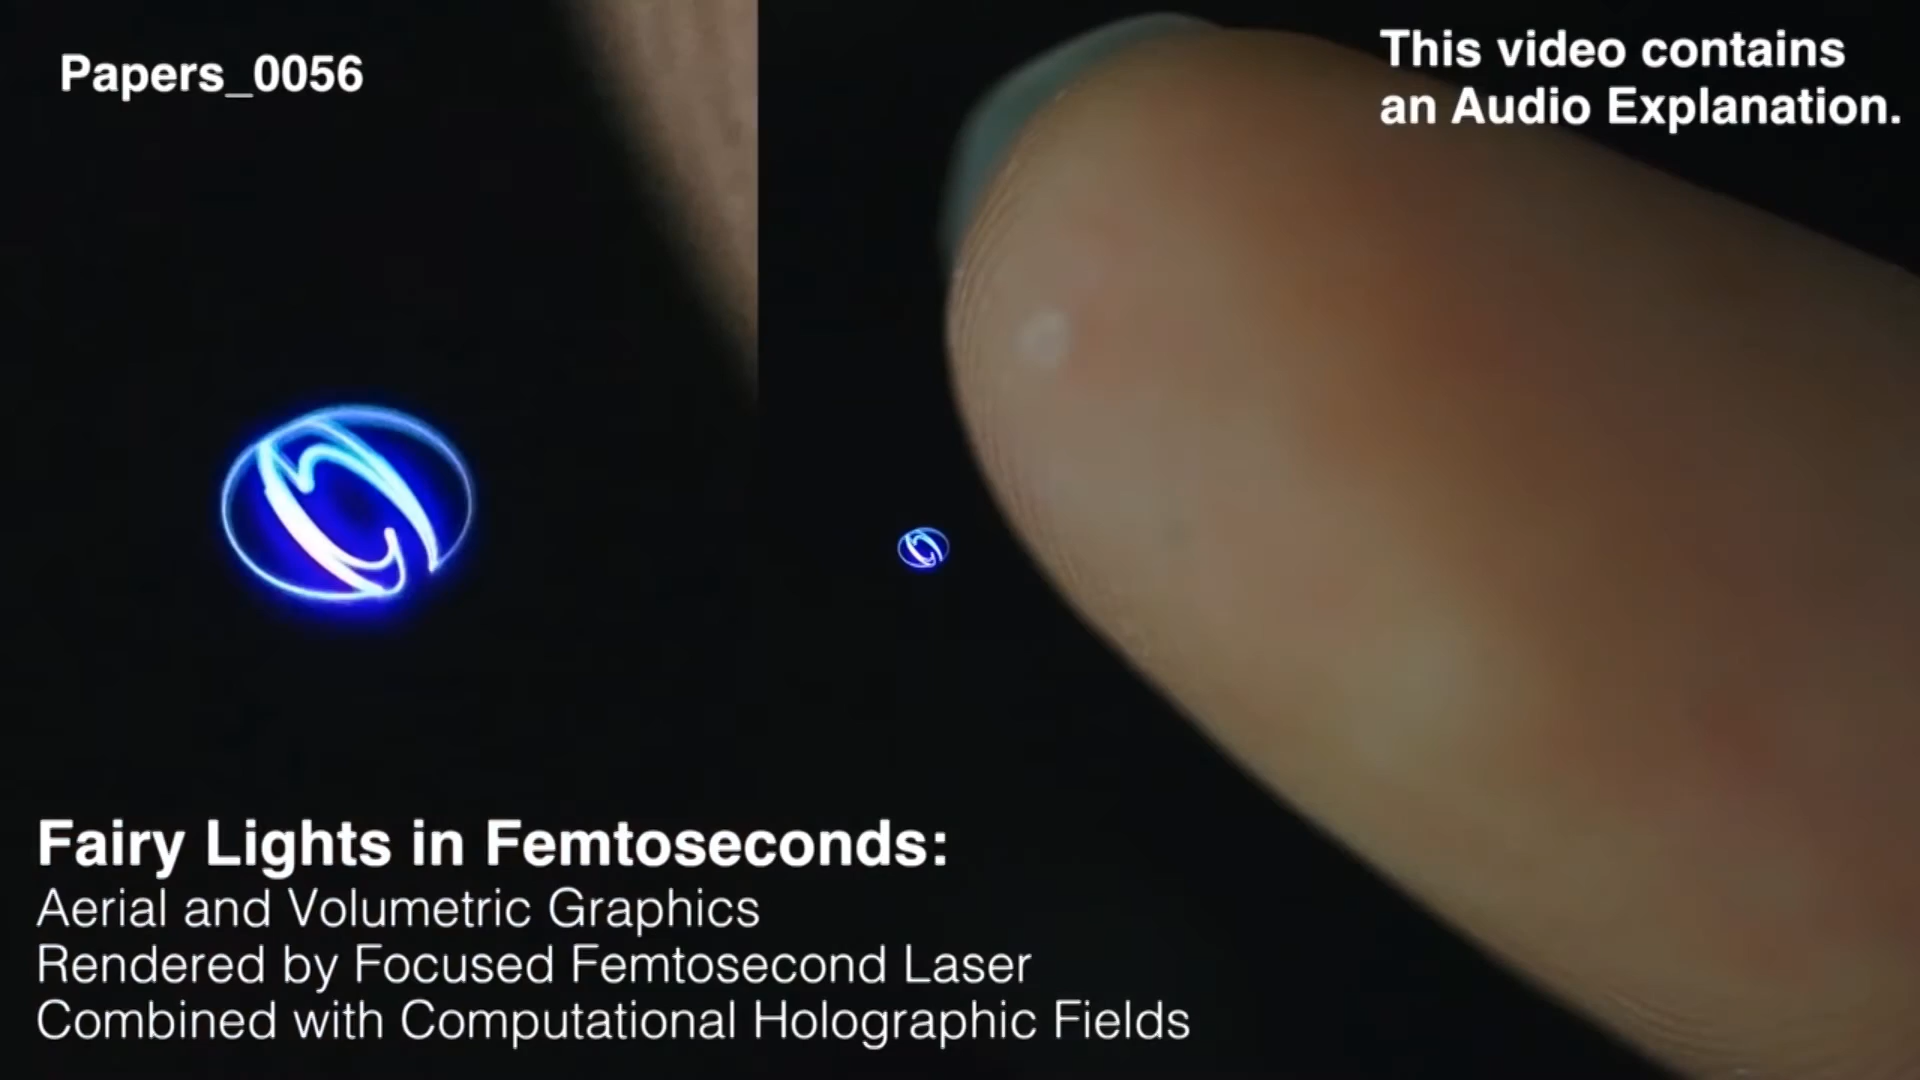 Papers_0056
This video contains
an Audio Explanation.
Fairy Lights in Femtoseconds:
Aerial and Volumetric Graphics
Rendered by Focused Femtosecond Laser
Combined with Computational Holographic Fields